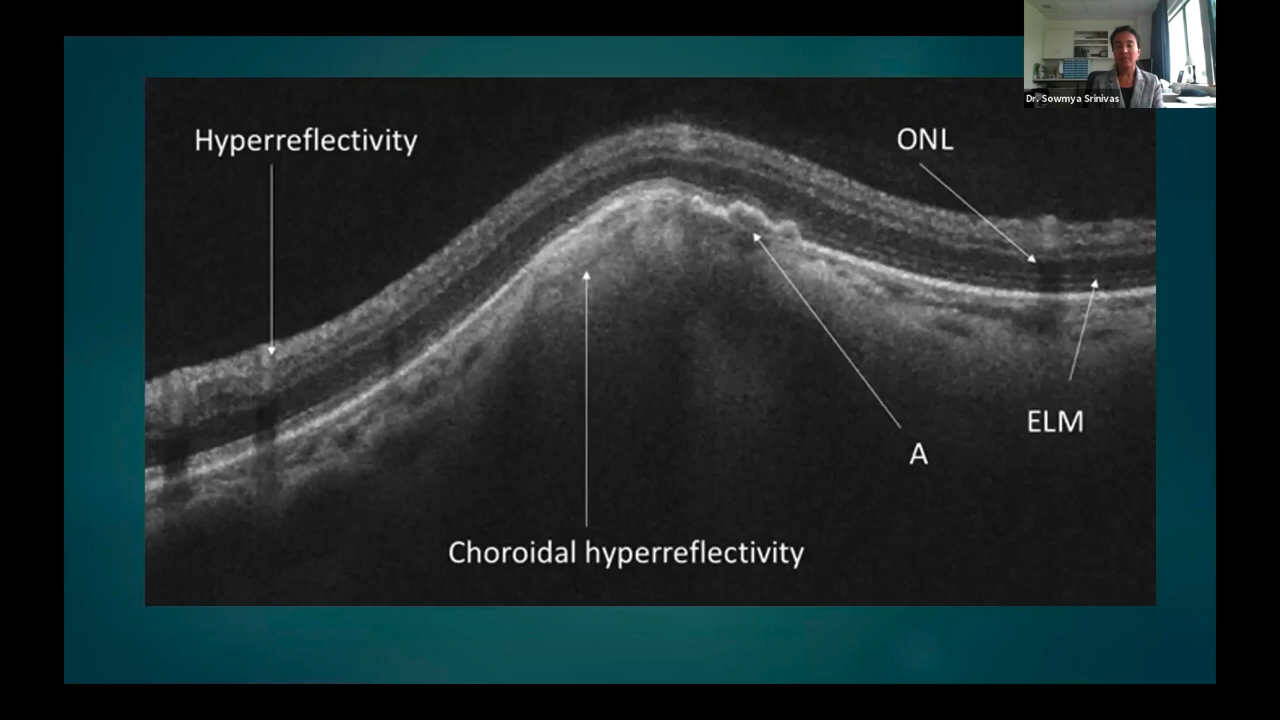 Dr. Sowmya Srinivas
Hyperreflectivity
ONL
ELM
A
Choroidal hyperreflectivity